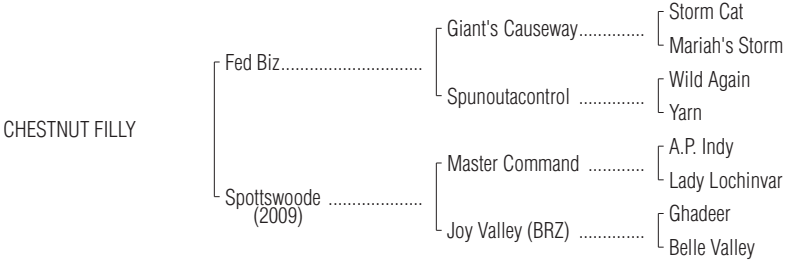 Storm Cat
Giant's Causeway..............
Mariah's Storm
Fed Biz..............................
Wild Again
Spunoutacontrol ..............
Yarn
CHESTNUT FILLY
A.P. Indy
Master Command ............
Lady Lochinvar
Spottswoode ....................
(2009)
Ghadeer
Joy Valley (BRZ) ..............
Belle Valley